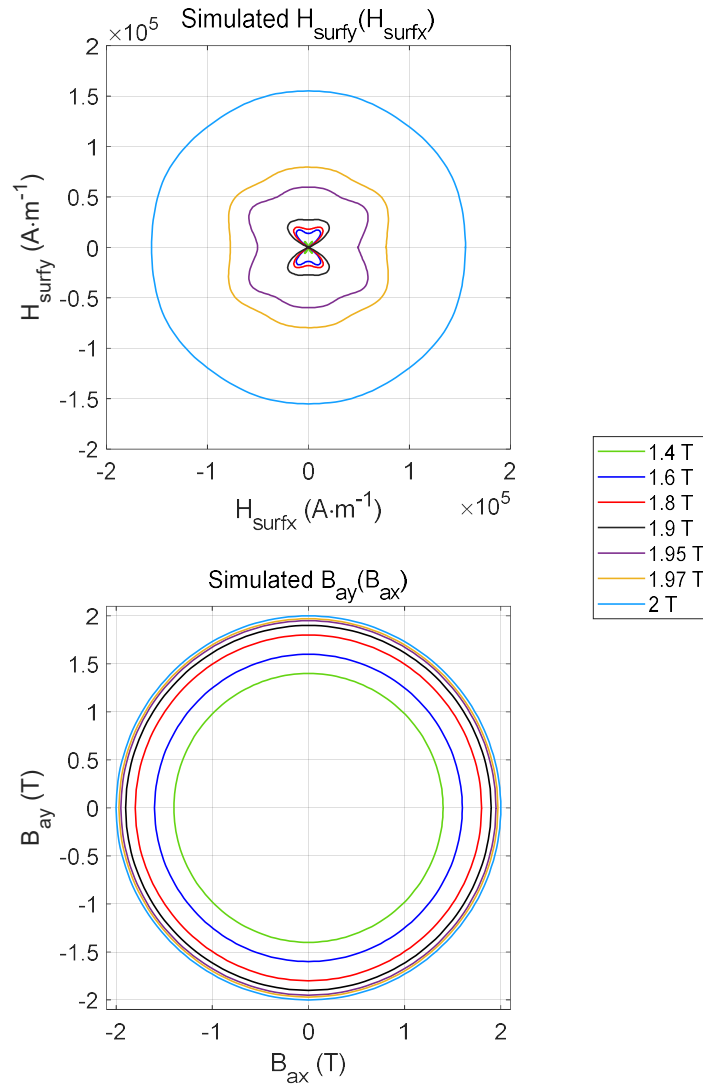 Simulated H_surfy(H_surfx)
×10^5
2
1.5
1
0.5
0
-0.5
-1
-1.5
-2
H_surfy (A·m^-1)
-2 -1 0 1 2
H_surfx (A·m^-1) ×10^5
1.4 T
1.6 T
1.8 T
1.9 T
1.95 T
1.97 T
2 T
Simulated B_ay(B_ax)
2
1.5
1
0.5
0
-0.5
-1
-1.5
-2
B_ay (T)
-2 -1 0 1 2
B_ax (T)